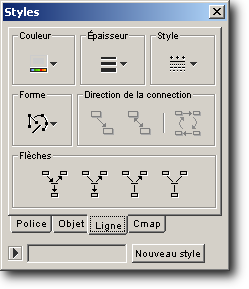 Styles
Couleur Épaisseur Style
Forme Direction de la connection
Flèches
Police Objet Ligne Cmap
Nouveau style